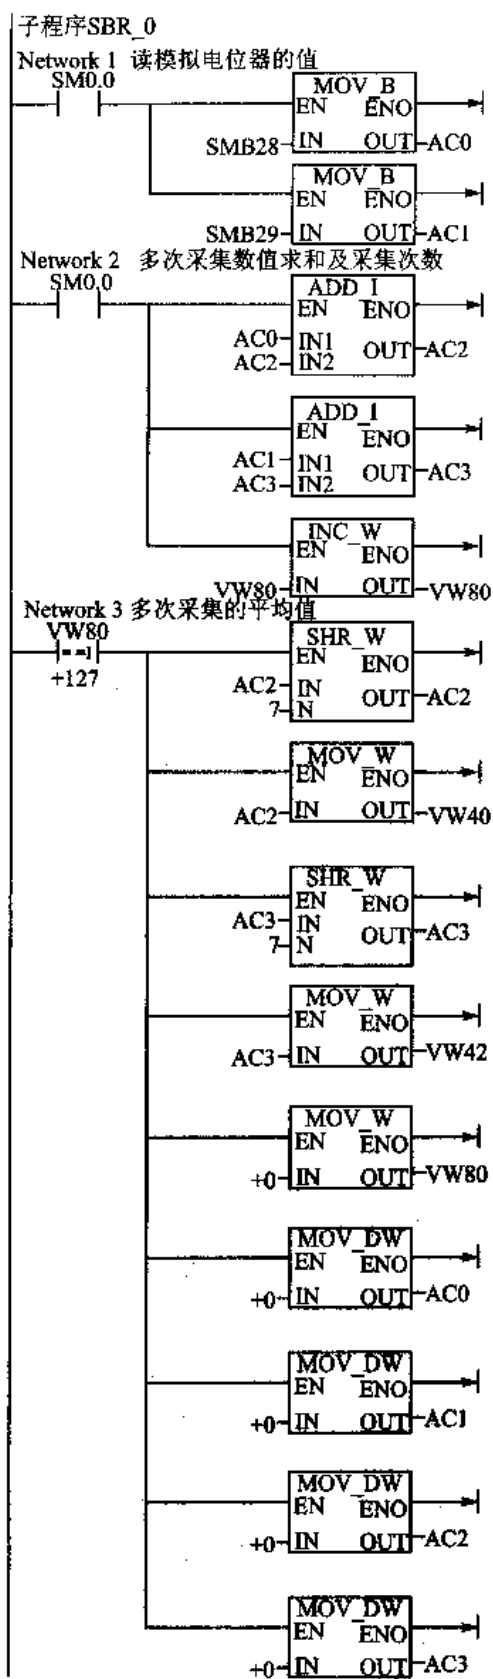 子程序SBR_0
Network 1 读模拟电位器的值
SM0.0
MOV_B
EN ENO
SMB28 IN OUT AC0
MOV_B
EN ENO
SMB29 IN OUT AC1
Network 2 多次采集数值求和及采集次数
SM0.0
ADD_I
EN ENO
AC0 IN1 OUT AC2
AC2 IN2
ADD_I
EN ENO
AC1 IN1 OUT AC3
AC3 IN2
INC_W
EN ENO
VW80 IN OUT VW80
Network 3 多次采集的平均值
VW80
==I
+127
SHR_W
EN ENO
AC2 IN OUT AC2
7 N
MOV_W
EN ENO
AC2 IN OUT VW40
SHR_W
EN ENO
AC3 IN OUT AC3
7 N
MOV_W
EN ENO
AC3 IN OUT VW42
MOV_W
EN ENO
+0 IN OUT VW80
MOV_DW
EN ENO
+0 IN OUT AC0
MOV_DW
EN ENO
+0 IN OUT AC1
MOV_DW
EN ENO
+0 IN OUT AC2
MOV_DW
EN ENO
+0 IN OUT AC3